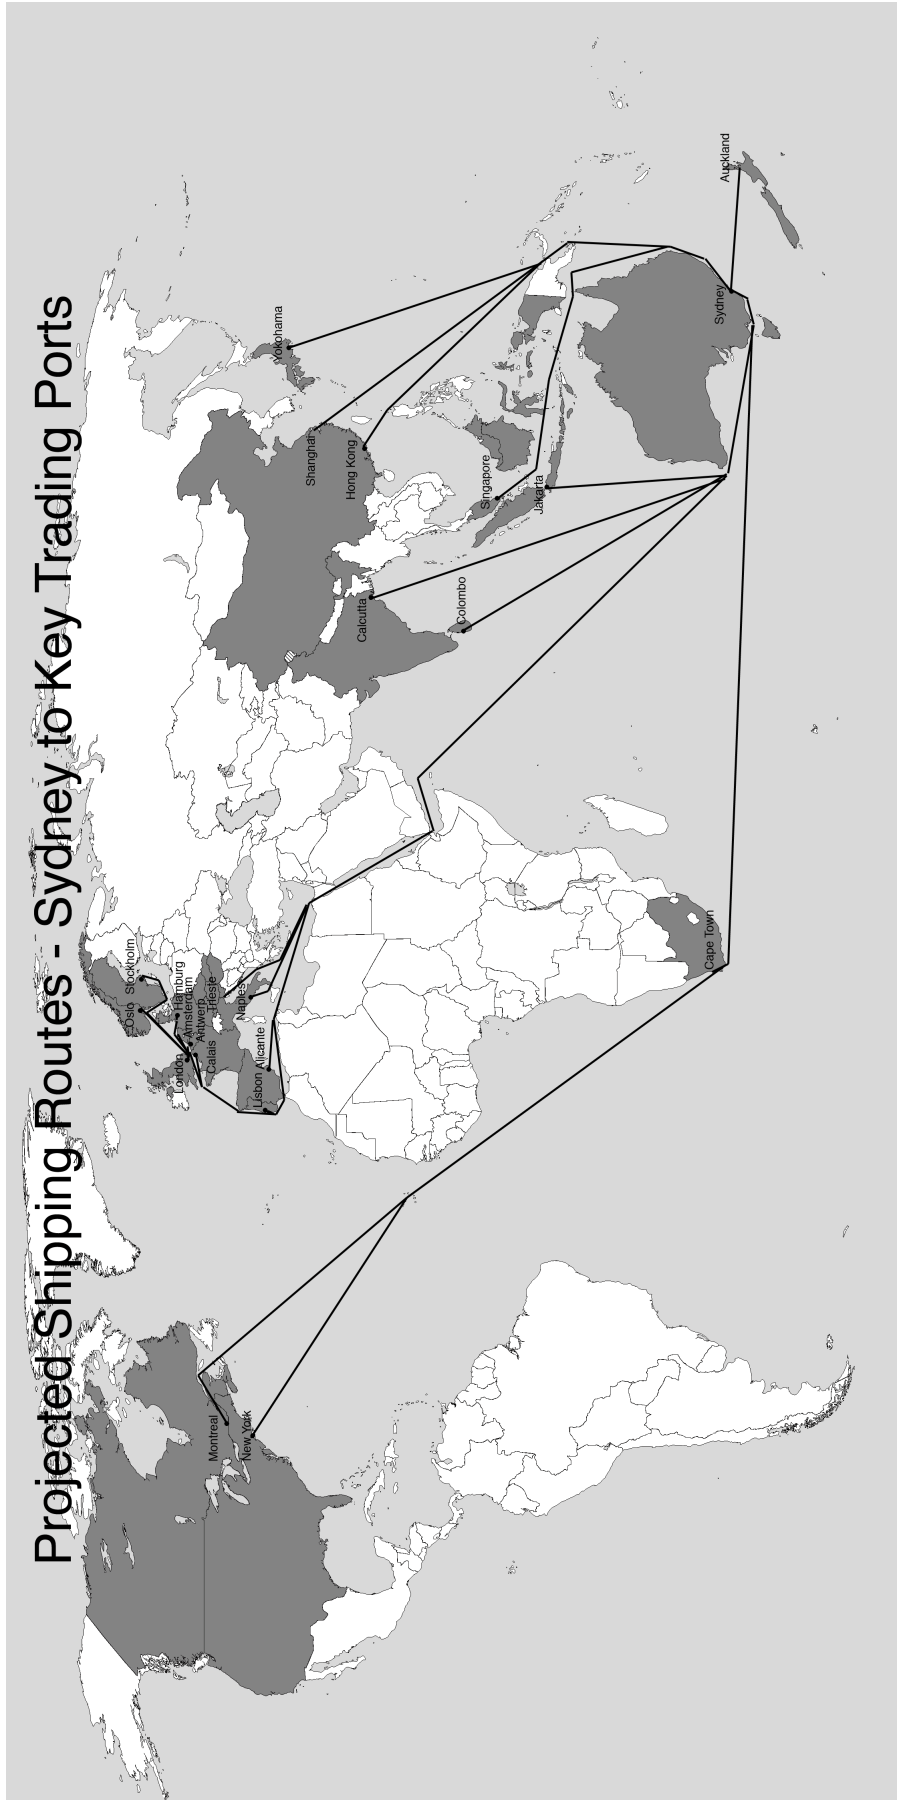 Projected Shipping Routes - Sydney to Key Trading Ports
Stockholm
Oslo
Hamburg
Amsterdam
Antwerp
London
Calais
Trieste
Naples
Lisbon
Alicante
Montreal
New York
Yokohama
Shanghai
Hong Kong
Calcutta
Colombo
Singapore
Jakarta
Cape Town
Sydney
Auckland